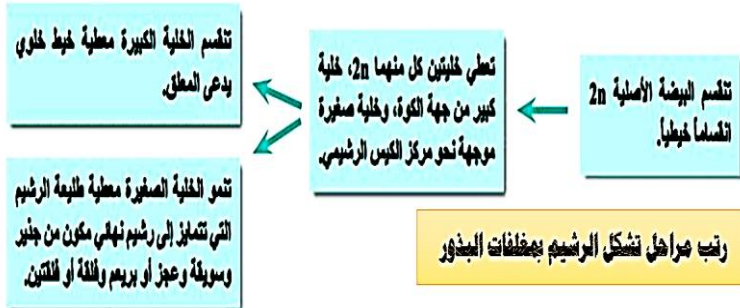 تنقسم البيضة الأصلية 2n
انقساماً خيطياً.
تعطي خليتين كل منهما 2n، خلية
كبير من جهة الكوة، وخلية صغيرة
موجهة نحو مركز الكيس الرشيمي.
تنقسم الخلية الكبيرة معطية خيط خلوي
يدعى المعلق.
تنمو الخلية الصغيرة معطية طليعة الرشيم
التي تتمايز إلى رشيم نهائي مكون من جذير
وسويقة وعجز أو بريعم وفلقة أو فلقتين.
رتب مراحل تشكل الرشيم بمغلفات البذور